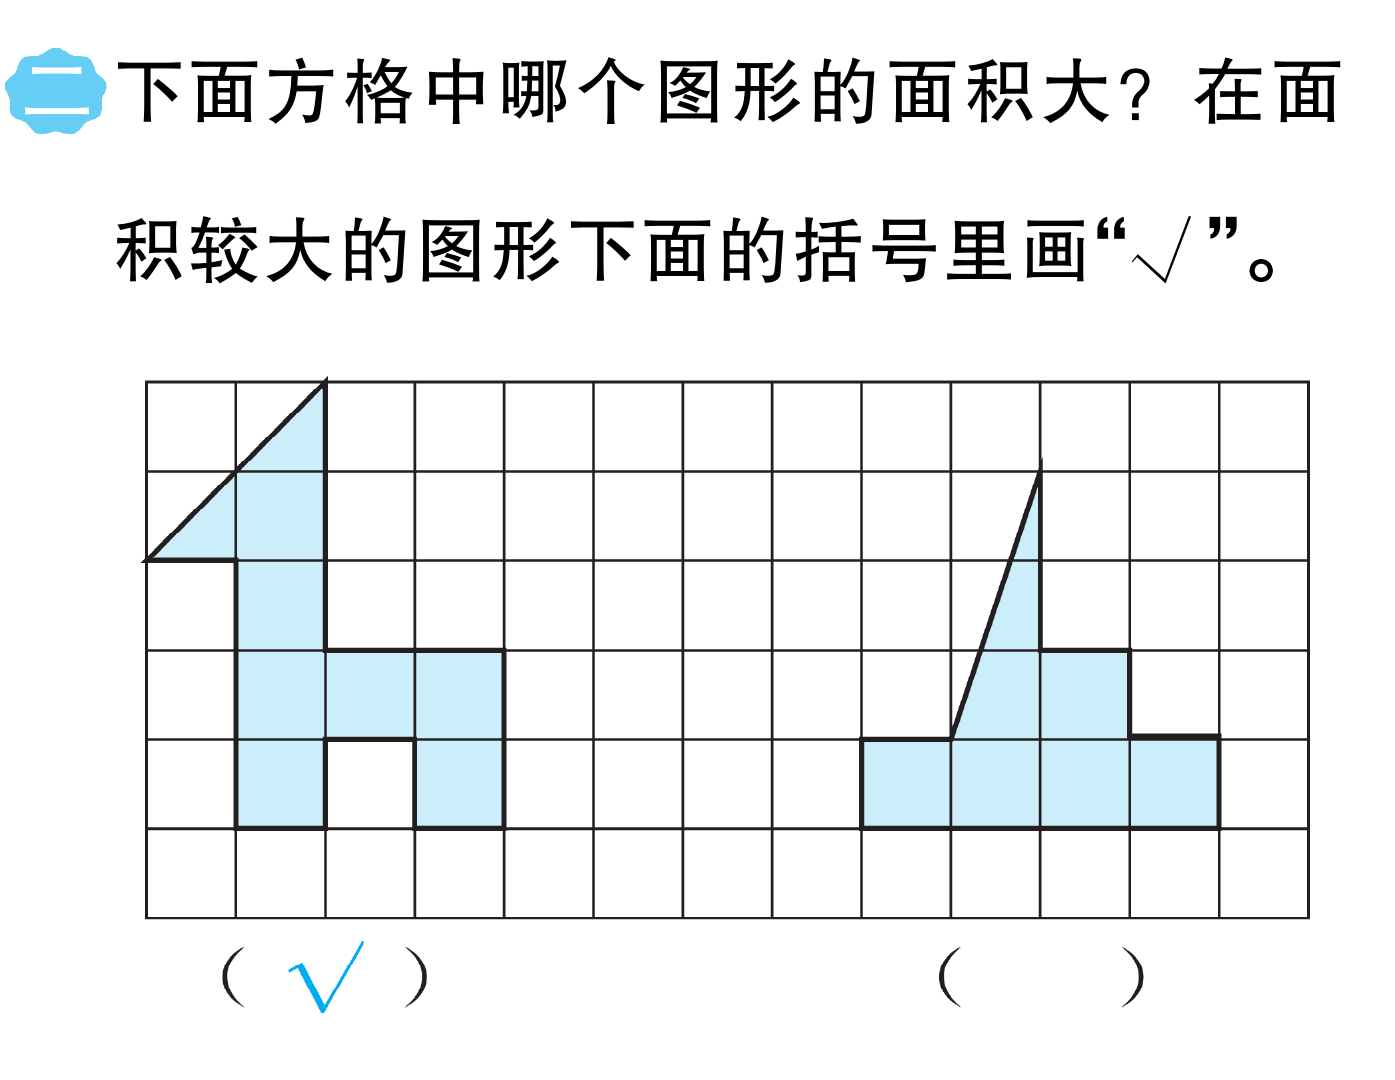 二 下面方格中哪个图形的面积大？在面
积较大的图形下面的括号里画“√”。
（ √ ） （ ）